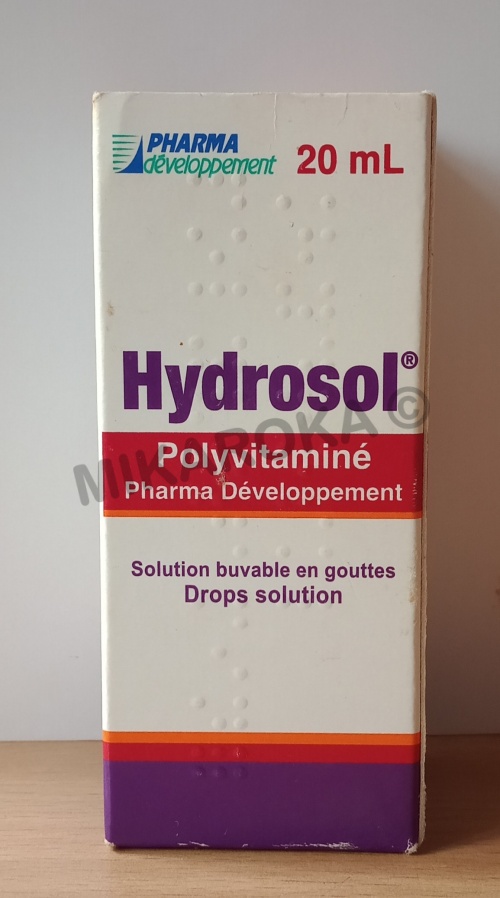 PHARMA
développement
20 mL
Hydrosol®
Polyvitaminé
Pharma Développement
MIKAROKA ©
Solution buvable en gouttes
Drops solution